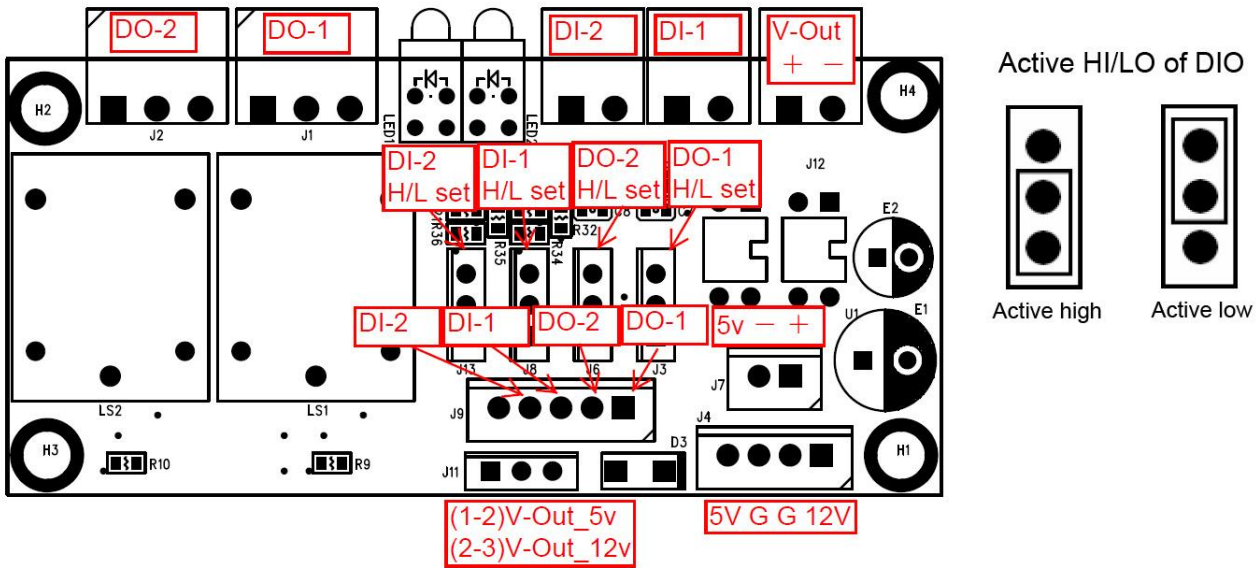 DO-2
DO-1
DI-2
DI-1
V-Out
+ −
Active HI/LO of DIO
H2
H4
J2
J1
LED1
LED2
J12
DI-2
H/L set
DI-1
H/L set
DO-2
H/L set
DO-1
H/L set
E2
R36
R35
R34
R32
Active high
Active low
DI-2
DI-1
DO-2
DO-1
5v − +
U1
E1
J13
J8
J6
J3
J7
LS2
LS1
J9
J4
H3
R10
R9
J11
D3
H1
(1-2)V-Out_5v
(2-3)V-Out_12v
5V G G 12V